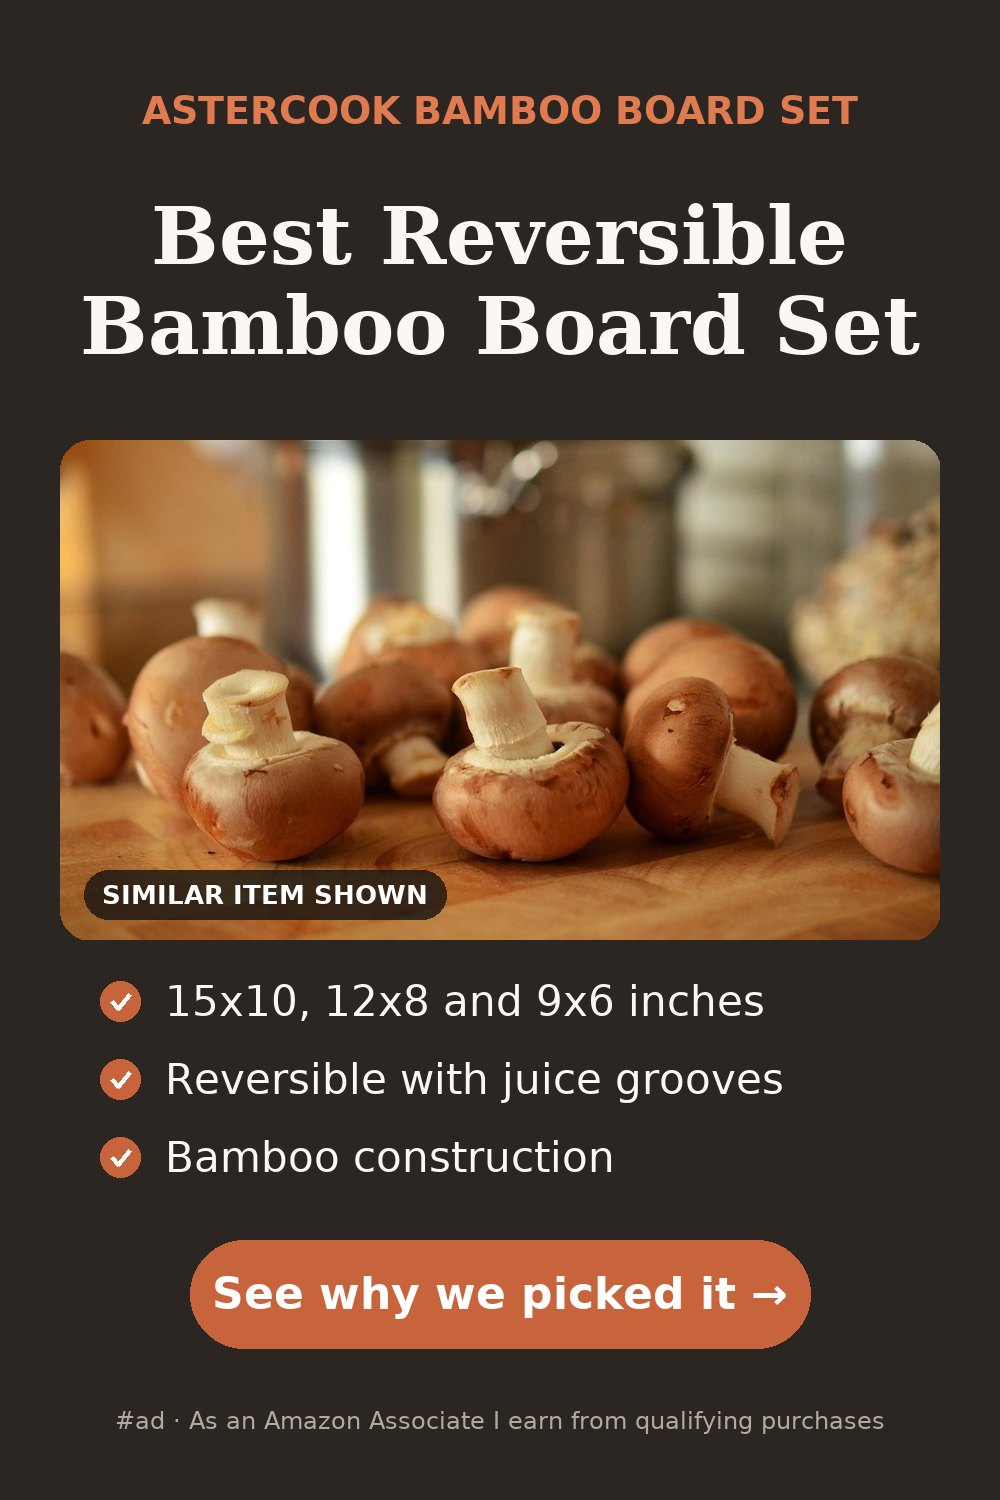 ASTERCOOK BAMBOO BOARD SET
Best Reversible
Bamboo Board Set
SIMILAR ITEM SHOWN
15x10, 12x8 and 9x6 inches
Reversible with juice grooves
Bamboo construction
See why we picked it →
#ad · As an Amazon Associate I earn from qualifying purchases